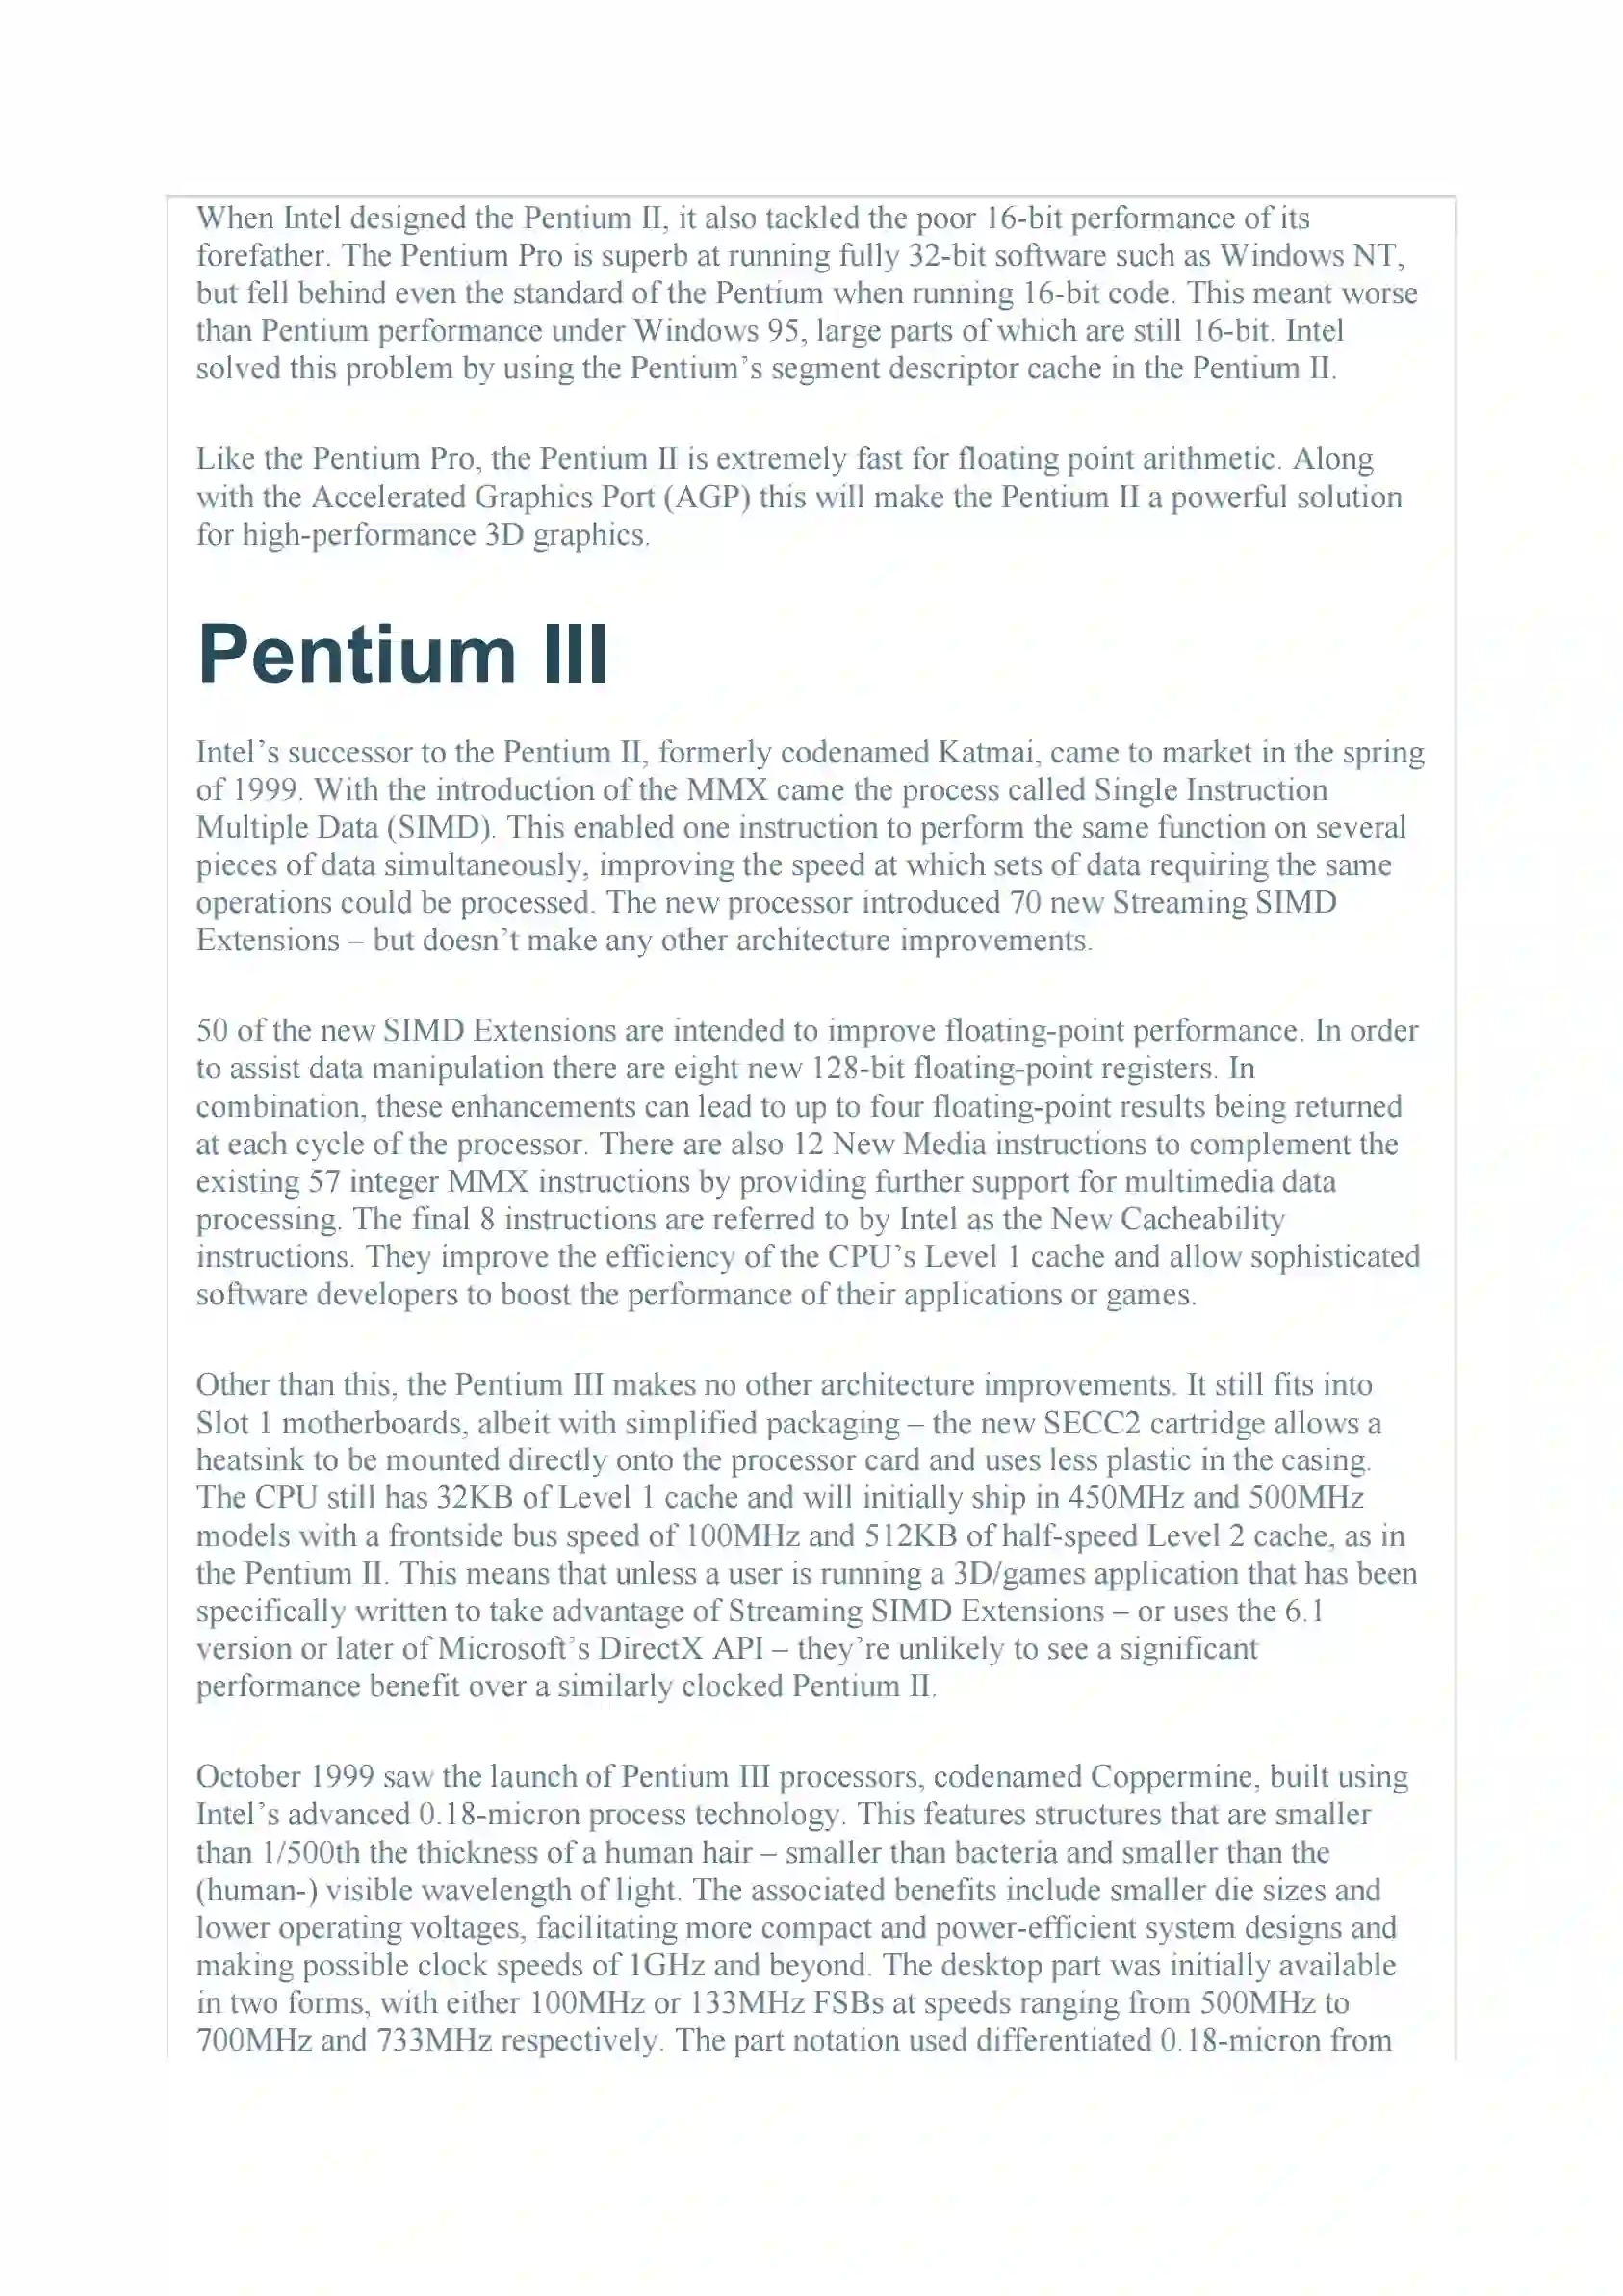 When Intel designed the Pentium II, it also tackled the poor 16-bit performance of its
forefather. The Pentium Pro is superb at running fully 32-bit software such as Windows NT,
but fell behind even the standard of the Pentium when running 16-bit code. This meant worse
than Pentium performance under Windows 95, large parts of which are still 16-bit. Intel
solved this problem by using the Pentium’s segment descriptor cache in the Pentium II.
Like the Pentium Pro, the Pentium II is extremely fast for floating point arithmetic. Along
with the Accelerated Graphics Port (AGP) this will make the Pentium II a powerful solution
for high-performance 3D graphics.
Pentium III
Intel’s successor to the Pentium II, formerly codenamed Katmai, came to market in the spring
of 1999. With the introduction of the MMX came the process called Single Instruction
Multiple Data (SIMD). This enabled one instruction to perform the same function on several
pieces of data simultaneously, improving the speed at which sets of data requiring the same
operations could be processed. The new processor introduced 70 new Streaming SIMD
Extensions – but doesn’t make any other architecture improvements.
50 of the new SIMD Extensions are intended to improve floating-point performance. In order
to assist data manipulation there are eight new 128-bit floating-point registers. In
combination, these enhancements can lead to up to four floating-point results being returned
at each cycle of the processor. There are also 12 New Media instructions to complement the
existing 57 integer MMX instructions by providing further support for multimedia data
processing. The final 8 instructions are referred to by Intel as the New Cacheability
instructions. They improve the efficiency of the CPU’s Level 1 cache and allow sophisticated
software developers to boost the performance of their applications or games.
Other than this, the Pentium III makes no other architecture improvements. It still fits into
Slot 1 motherboards, albeit with simplified packaging – the new SECC2 cartridge allows a
heatsink to be mounted directly onto the processor card and uses less plastic in the casing.
The CPU still has 32KB of Level 1 cache and will initially ship in 450MHz and 500MHz
models with a frontside bus speed of 100MHz and 512KB of half-speed Level 2 cache, as in
the Pentium II. This means that unless a user is running a 3D/games application that has been
specifically written to take advantage of Streaming SIMD Extensions – or uses the 6.1
version or later of Microsoft’s DirectX API – they’re unlikely to see a significant
performance benefit over a similarly clocked Pentium II.
October 1999 saw the launch of Pentium III processors, codenamed Coppermine, built using
Intel’s advanced 0.18-micron process technology. This features structures that are smaller
than 1/500th the thickness of a human hair – smaller than bacteria and smaller than the
(human-) visible wavelength of light. The associated benefits include smaller die sizes and
lower operating voltages, facilitating more compact and power-efficient system designs and
making possible clock speeds of 1GHz and beyond. The desktop part was initially available
in two forms, with either 100MHz or 133MHz FSBs at speeds ranging from 500MHz to
700MHz and 733MHz respectively. The part notation used differentiated 0.18-micron from